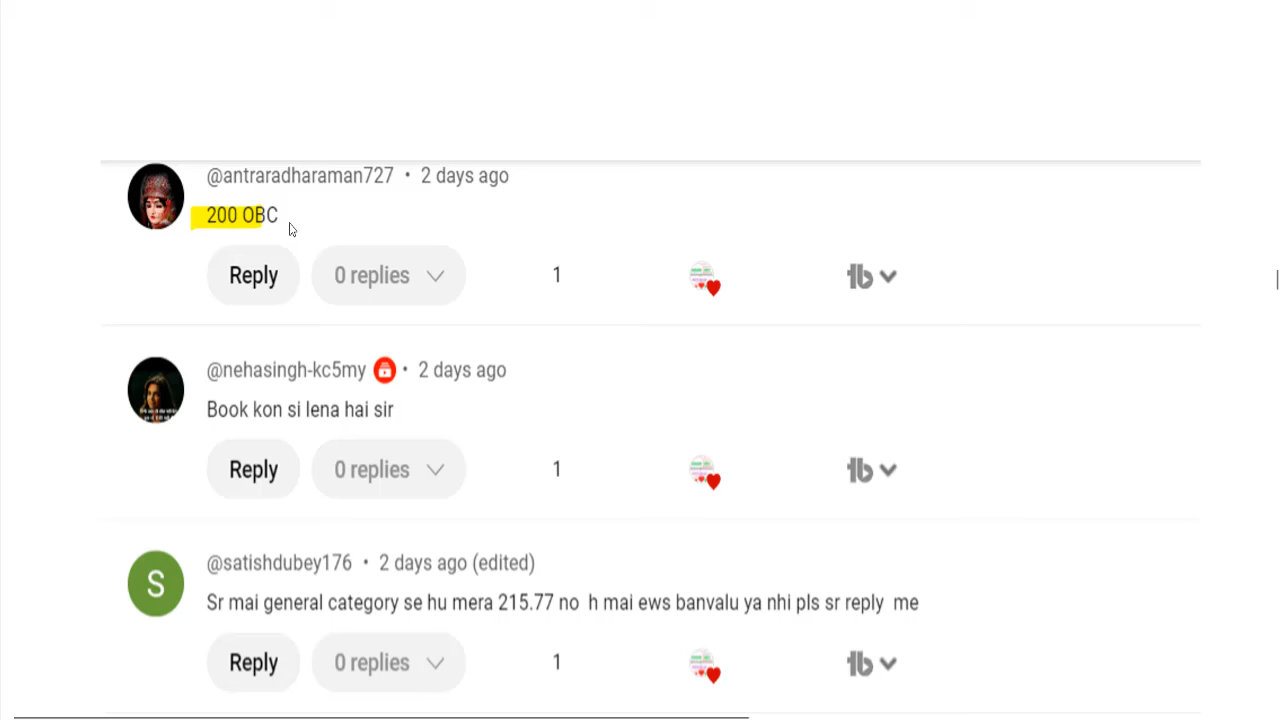 @antraradharaman727 • 2 days ago
200 OBC
Reply 0 replies 1
@nehasingh-kc5my • 2 days ago
Book kon si lena hai sir
Reply 0 replies 1
S
@satishdubey176 • 2 days ago (edited)
Sr mai general category se hu mera 215.77 no h mai ews banvalu ya nhi pls sr reply me
Reply 0 replies 1